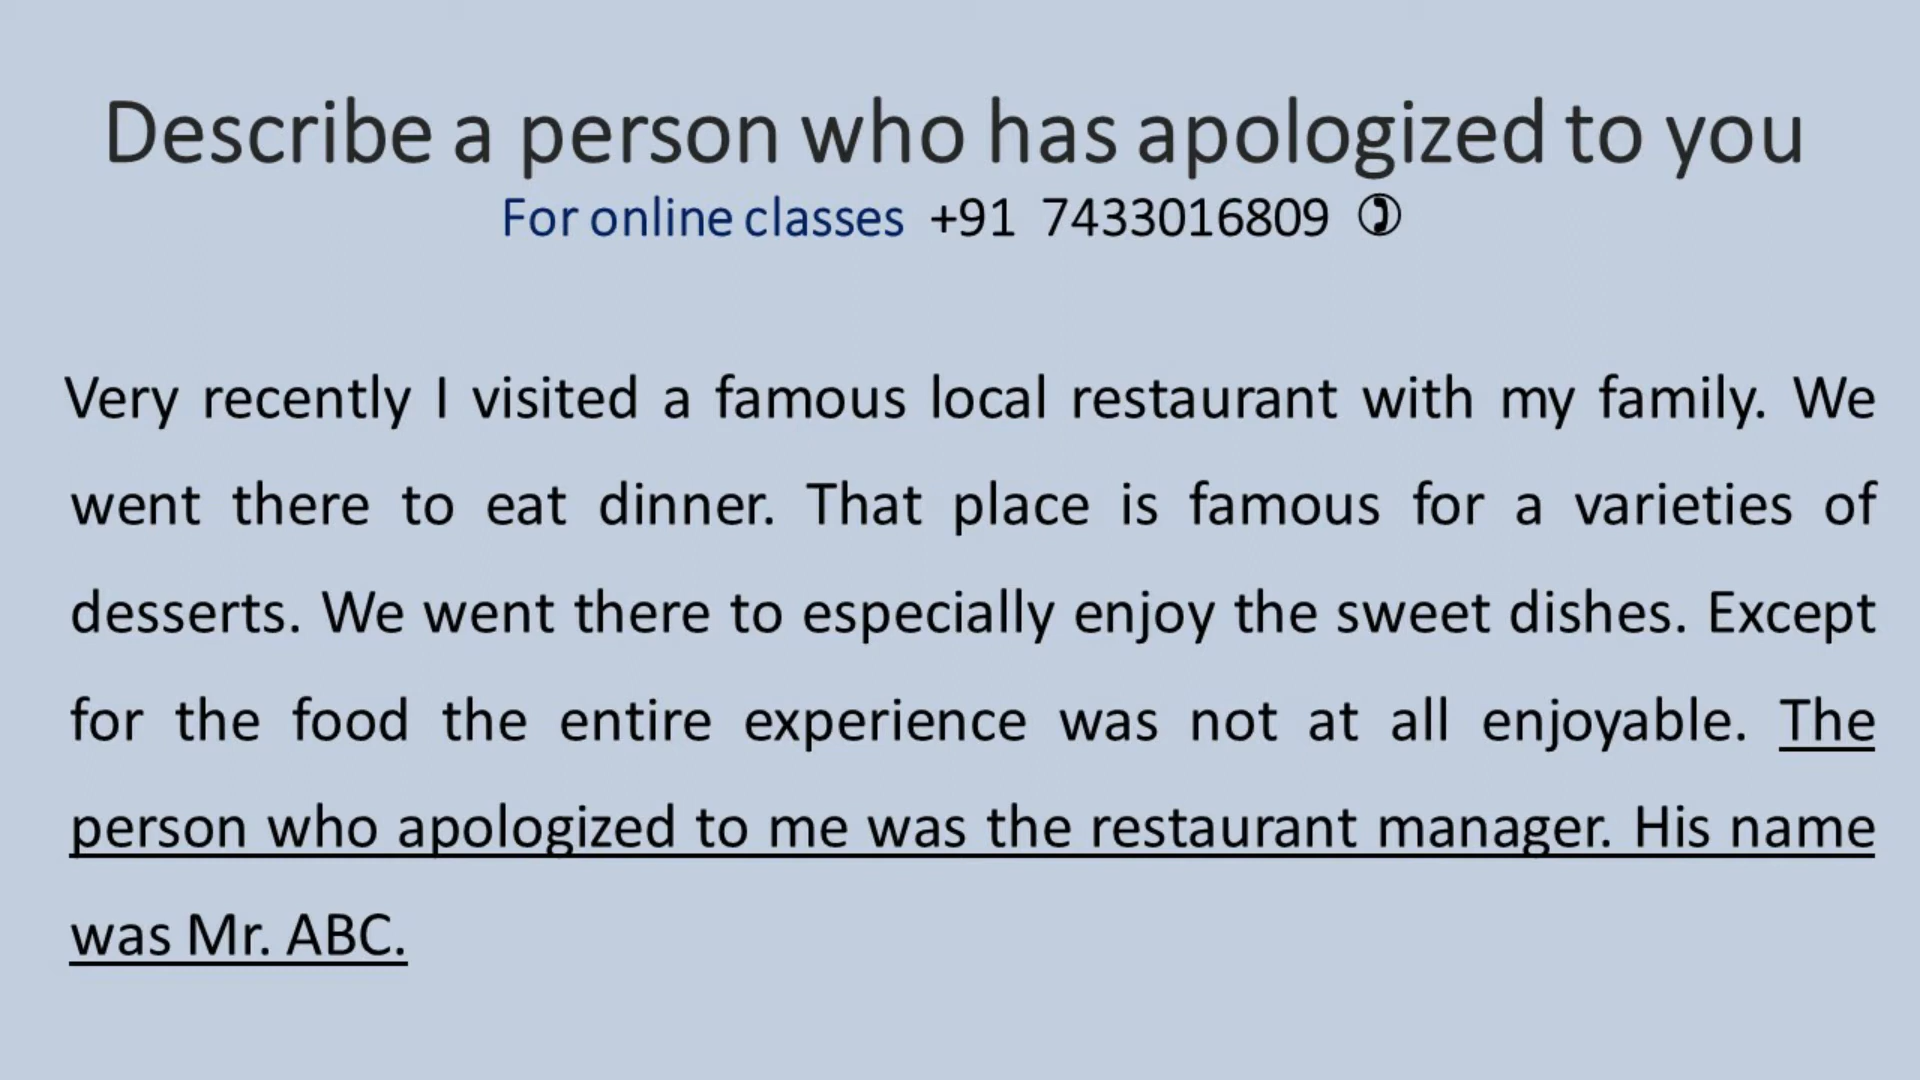 Describe a person who has apologized to you
For online classes +91 7433016809
Very recently I visited a famous local restaurant with my family. We
went there to eat dinner. That place is famous for a varieties of
desserts. We went there to especially enjoy the sweet dishes. Except
for the food the entire experience was not at all enjoyable. The
person who apologized to me was the restaurant manager. His name
was Mr. ABC.